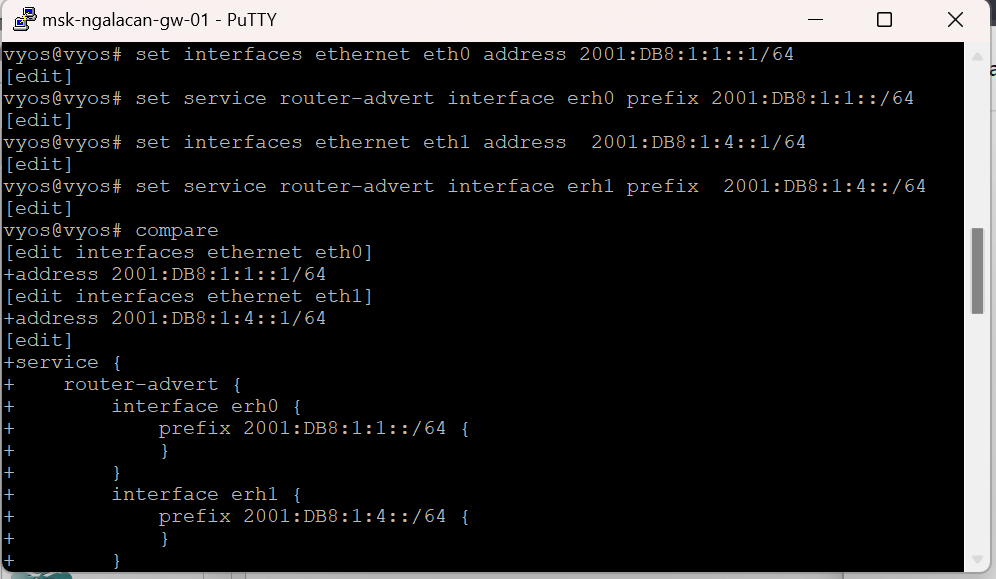 msk-ngalacan-gw-01 - PuTTY
vyos@vyos# set interfaces ethernet eth0 address 2001:DB8:1:1::1/64
[edit]
vyos@vyos# set service router-advert interface erh0 prefix 2001:DB8:1:1::/64
[edit]
vyos@vyos# set interfaces ethernet eth1 address  2001:DB8:1:4::1/64
[edit]
vyos@vyos# set service router-advert interface erh1 prefix  2001:DB8:1:4::/64
[edit]
vyos@vyos# compare
[edit interfaces ethernet eth0]
+address 2001:DB8:1:1::1/64
[edit interfaces ethernet eth1]
+address 2001:DB8:1:4::1/64
[edit]
+service {
+    router-advert {
+        interface erh0 {
+            prefix 2001:DB8:1:1::/64 {
+            }
+        }
+        interface erh1 {
+            prefix 2001:DB8:1:4::/64 {
+            }
+        }